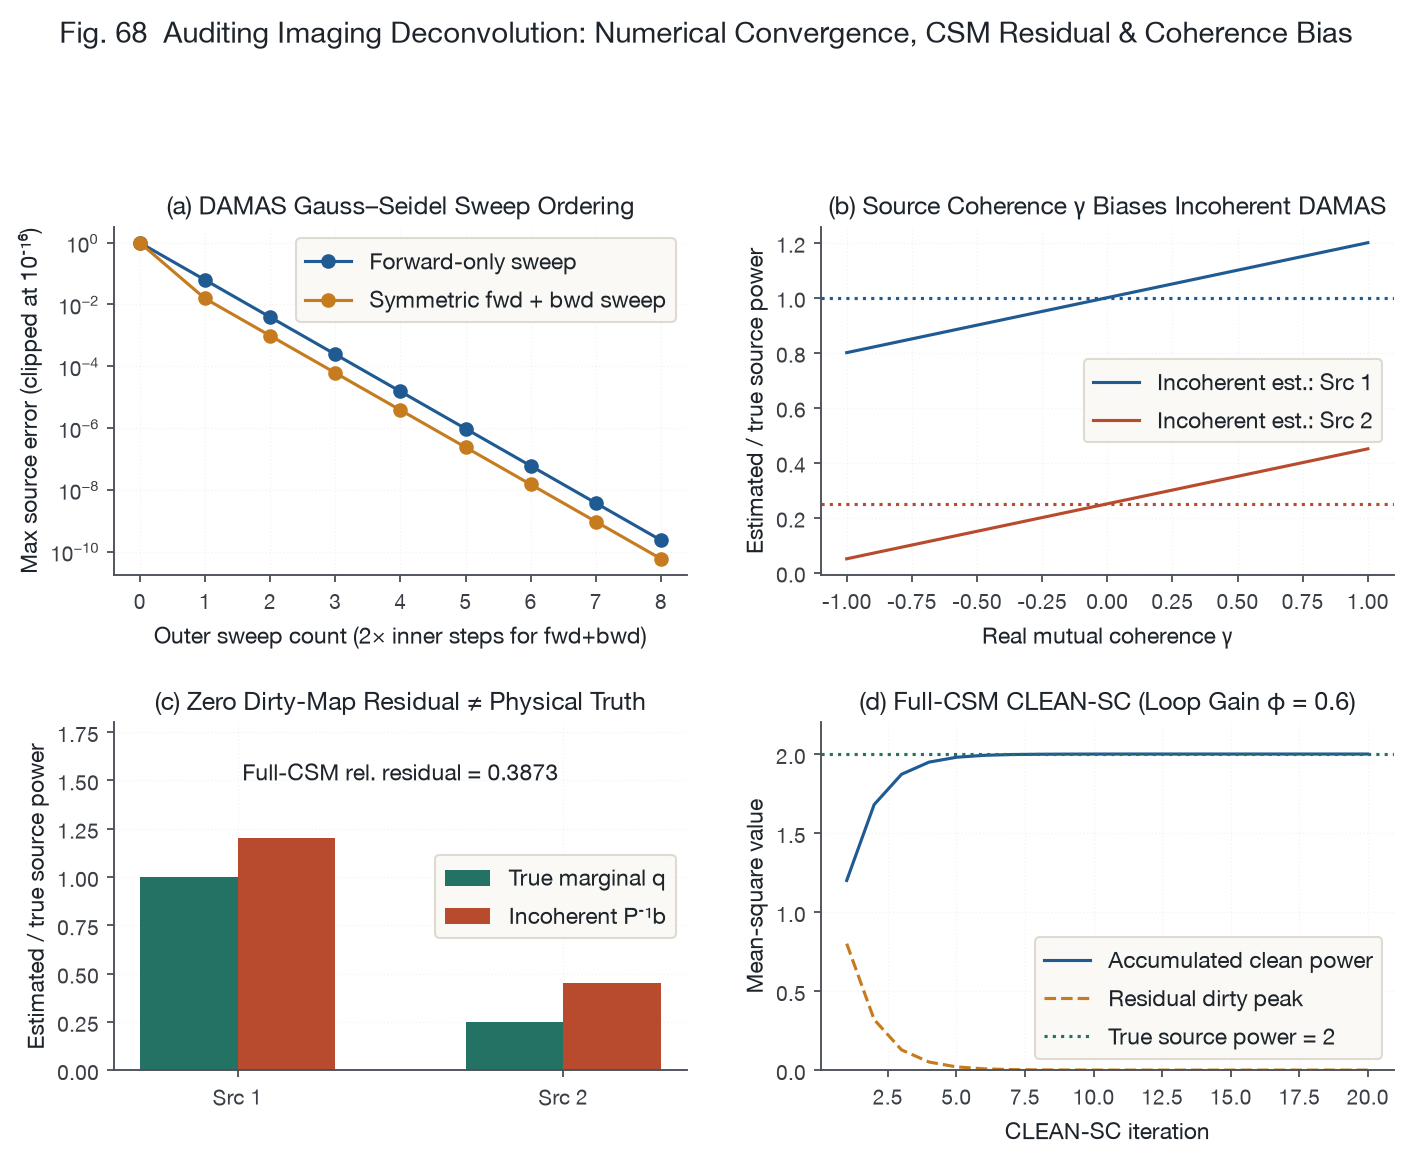 Fig. 68  Auditing Imaging Deconvolution: Numerical Convergence, CSM Residual & Coherence Bias
(a) DAMAS Gauss–Seidel Sweep Ordering
Max source error (clipped at 10⁻¹⁶)
10⁰
10⁻²
10⁻⁴
10⁻⁶
10⁻⁸
10⁻¹⁰
Forward-only sweep
Symmetric fwd + bwd sweep
0 1 2 3 4 5 6 7 8
Outer sweep count (2× inner steps for fwd+bwd)
(b) Source Coherence γ Biases Incoherent DAMAS
Estimated / true source power
1.2
1.0
0.8
0.6
0.4
0.2
0.0
Incoherent est.: Src 1
Incoherent est.: Src 2
-1.00 -0.75 -0.50 -0.25 0.00 0.25 0.50 0.75 1.00
Real mutual coherence γ
(c) Zero Dirty-Map Residual ≠ Physical Truth
Estimated / true source power
1.75
1.50
1.25
1.00
0.75
0.50
0.25
0.00
Full-CSM rel. residual = 0.3873
True marginal q
Incoherent P⁻¹b
Src 1 Src 2
(d) Full-CSM CLEAN-SC (Loop Gain φ = 0.6)
Mean-square value
2.0
1.5
1.0
0.5
0.0
Accumulated clean power
Residual dirty peak
True source power = 2
2.5 5.0 7.5 10.0 12.5 15.0 17.5 20.0
CLEAN-SC iteration